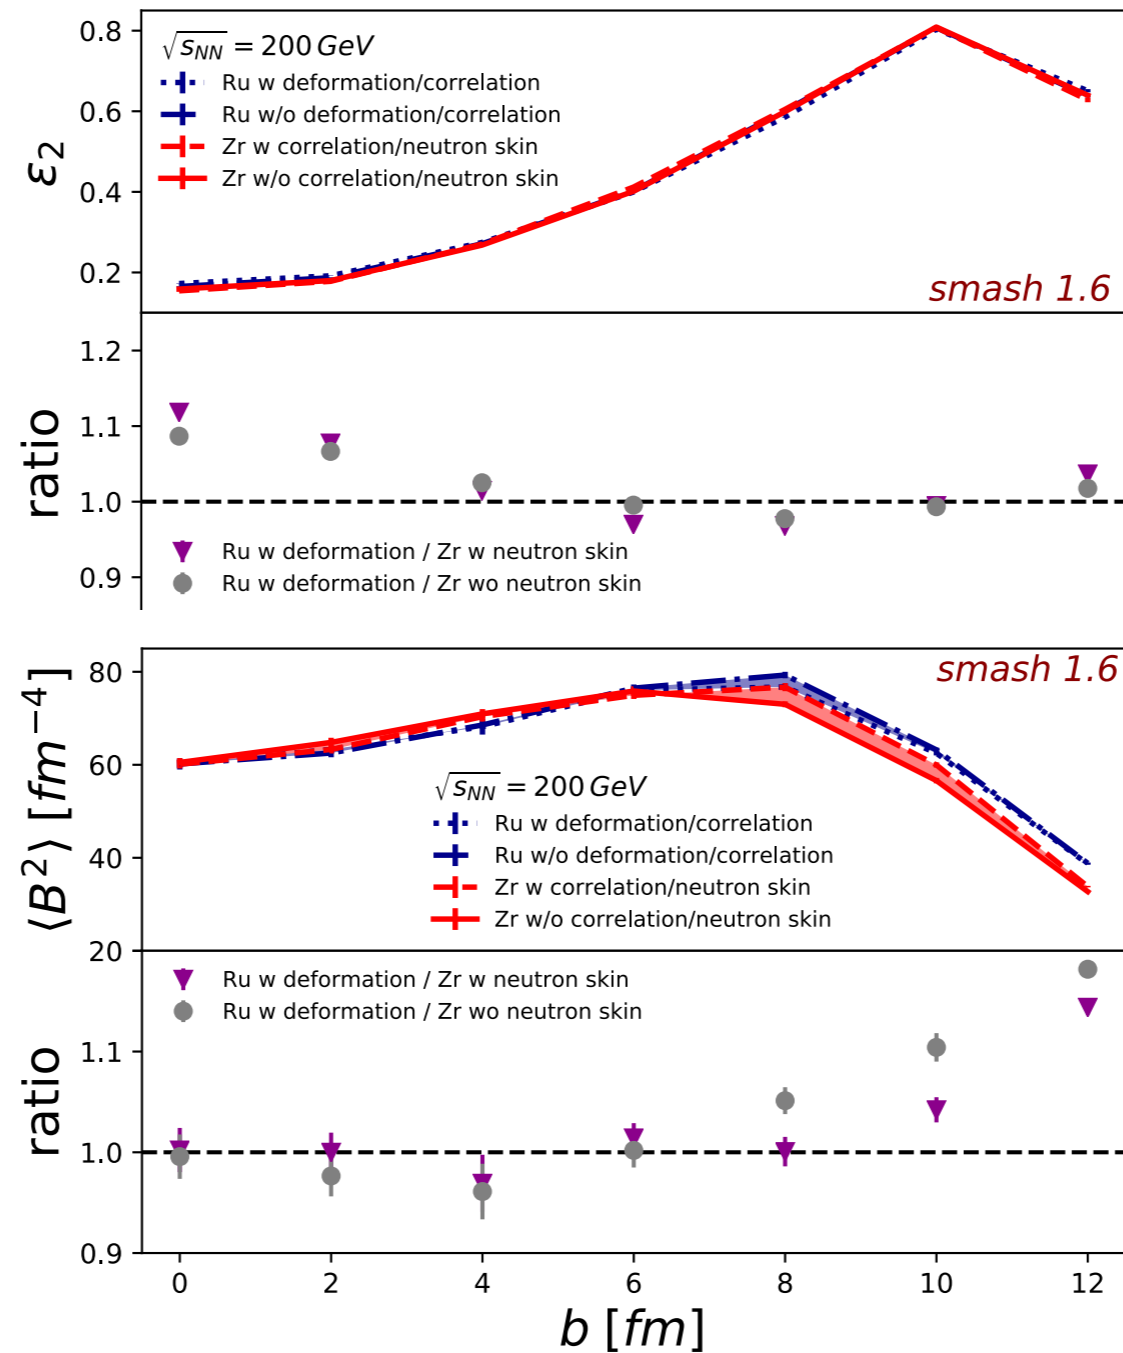 √s_NN = 200 GeV
Ru w deformation/correlation
Ru w/o deformation/correlation
Zr w correlation/neutron skin
Zr w/o correlation/neutron skin
smash 1.6
ε₂
0.8
0.6
0.4
0.2
ratio
1.2
1.1
1.0
0.9
Ru w deformation / Zr w neutron skin
Ru w deformation / Zr wo neutron skin
smash 1.6
⟨B²⟩ [fm⁻⁴]
80
60
40
20
√s_NN = 200 GeV
Ru w deformation/correlation
Ru w/o deformation/correlation
Zr w correlation/neutron skin
Zr w/o correlation/neutron skin
Ru w deformation / Zr w neutron skin
Ru w deformation / Zr wo neutron skin
ratio
1.1
1.0
0.9
0 2 4 6 8 10 12
b [fm]